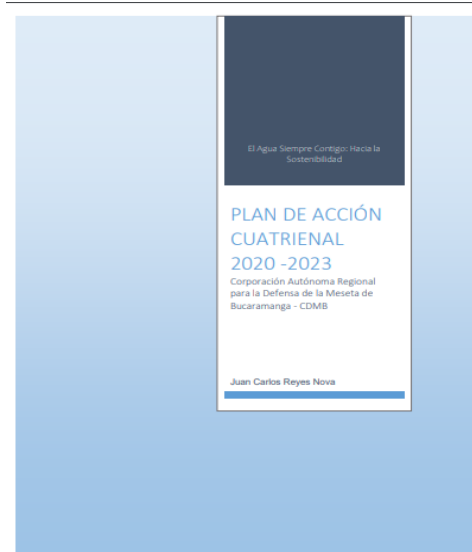 El Agua Siempre Contigo: Hacia la
Sostenibilidad
PLAN DE ACCIÓN
CUATRIENAL
2020 -2023
Corporación Autónoma Regional
para la Defensa de la Meseta de
Bucaramanga - CDMB
Juan Carlos Reyes Nova